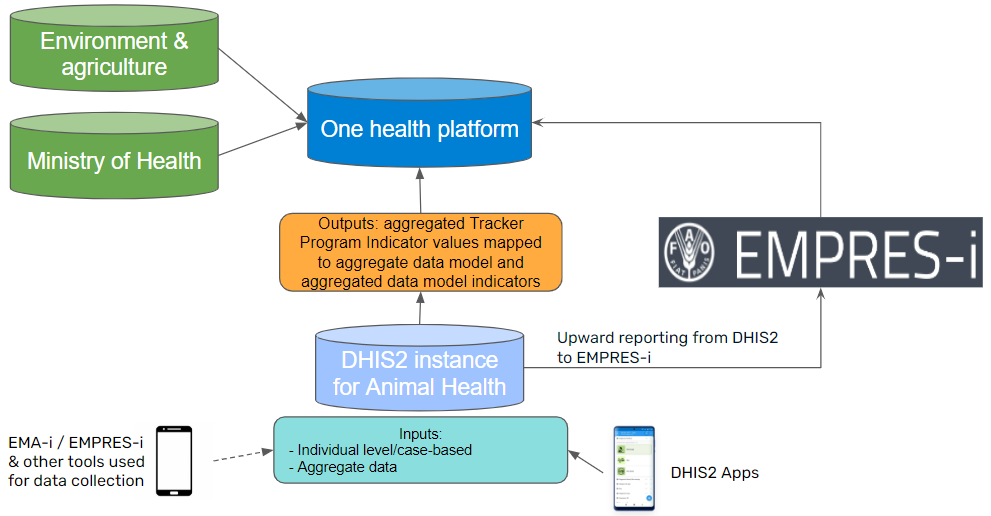 Environment &
agriculture
Ministry of Health
One health platform
Outputs: aggregated Tracker
Program Indicator values mapped
to aggregate data model and
aggregated data model indicators
FAO
FIAT PANIS
EMPRES-i
DHIS2 instance
for Animal Health
Upward reporting from DHIS2
to EMPRES-i
EMA-i / EMPRES-i
& other tools used
for data collection
Inputs:
- Individual level/case-based
- Aggregate data
DHIS2 Apps